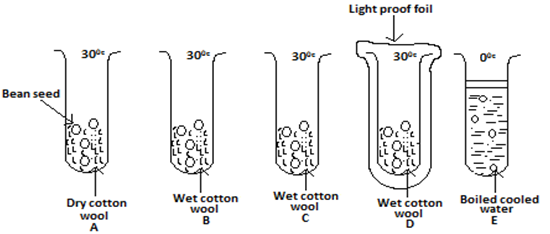 Light proof foil
30⁰ᶜ 30⁰ᶜ 30⁰ᶜ 30⁰ᶜ 0⁰ᶜ
Bean seed
Dry cotton
wool
A
Wet cotton
wool
B
Wet cotton
wool
C
Wet cotton
wool
D
Boiled cooled
water
E